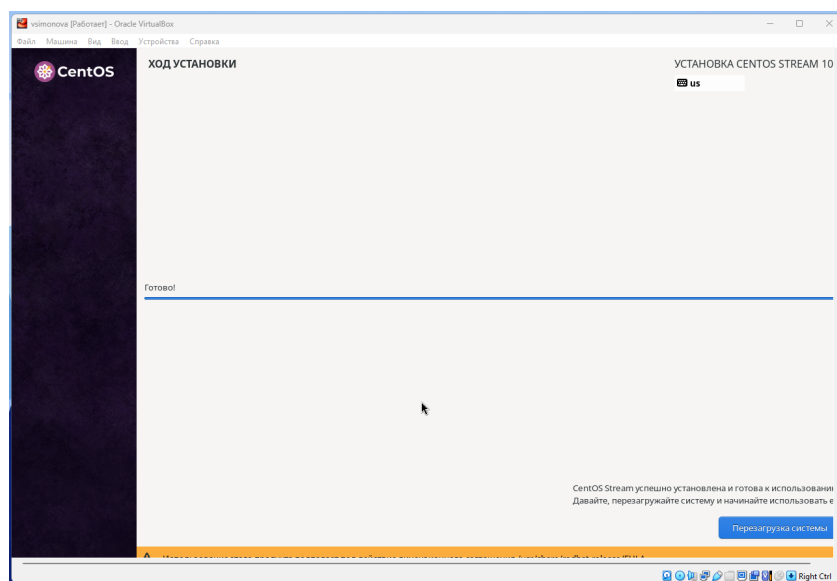 vsimonova [Работает] - Oracle VirtualBox
Файл Машина Вид Ввод Устройства Справка
CentOS
ХОД УСТАНОВКИ
УСТАНОВКА CENTOS STREAM 10
us
Готово!
CentOS Stream успешно установлена и готова к использовани
Давайте, перезагружайте систему и начинайте использовать е
Перезагрузка системы
Right Ctrl